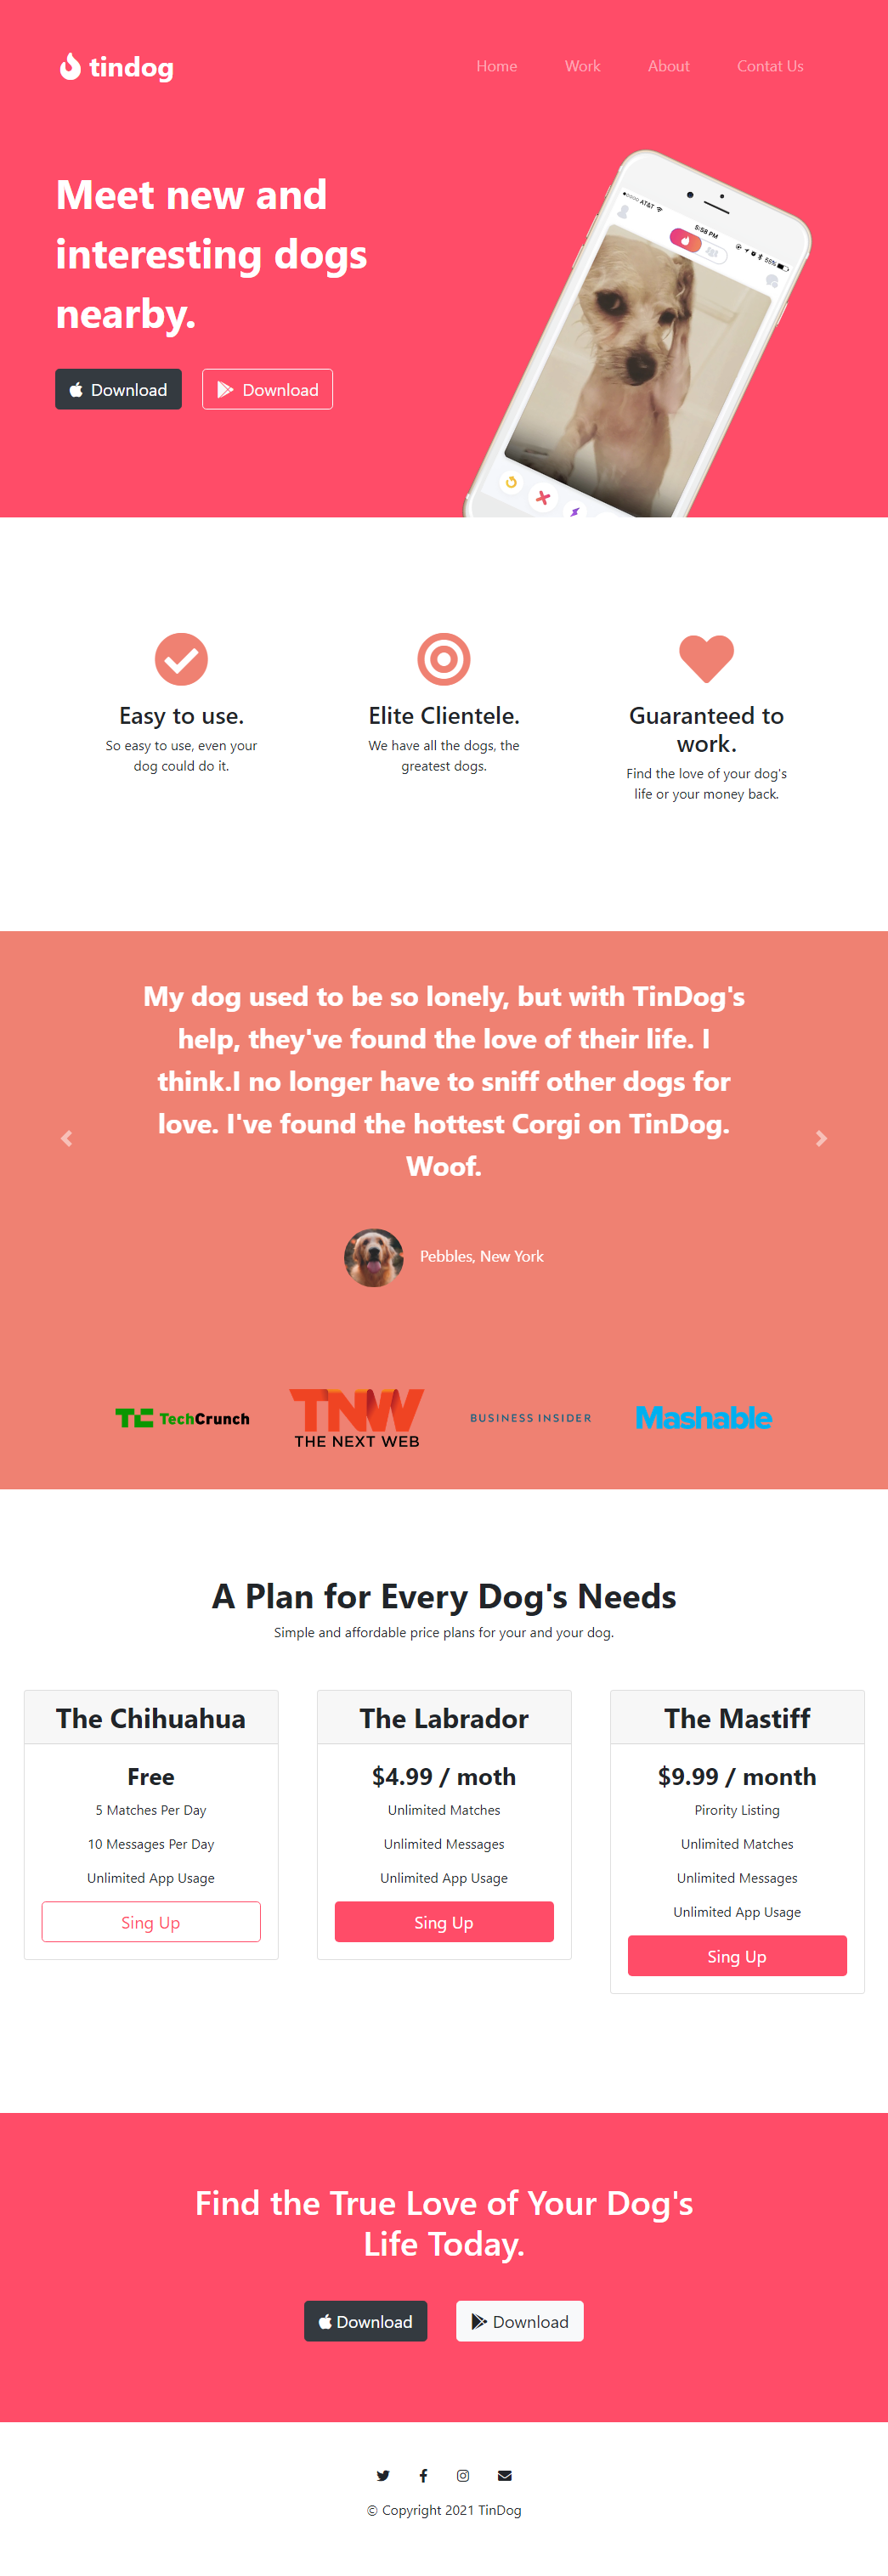 tindog
Home Work About Contat Us
Meet new and
interesting dogs
nearby.
Download Download
AT&T 5:58 PM 56%
Easy to use.
So easy to use, even your
dog could do it.
Elite Clientele.
We have all the dogs, the
greatest dogs.
Guaranteed to
work.
Find the love of your dog's
life or your money back.
My dog used to be so lonely, but with TinDog's
help, they've found the love of their life. I
think.I no longer have to sniff other dogs for
love. I've found the hottest Corgi on TinDog.
Woof.
Pebbles, New York
TC TechCrunch
TNW
THE NEXT WEB
BUSINESS INSIDER
Mashable
A Plan for Every Dog's Needs
Simple and affordable price plans for your and your dog.
The Chihuahua
Free
5 Matches Per Day
10 Messages Per Day
Unlimited App Usage
Sing Up
The Labrador
$4.99 / moth
Unlimited Matches
Unlimited Messages
Unlimited App Usage
Sing Up
The Mastiff
$9.99 / month
Pirority Listing
Unlimited Matches
Unlimited Messages
Unlimited App Usage
Sing Up
Find the True Love of Your Dog's
Life Today.
Download Download
© Copyright 2021 TinDog